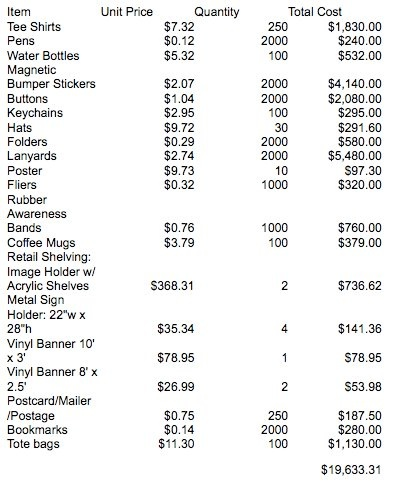 Item Unit Price Quantity Total Cost
Tee Shirts $7.32 250 $1,830.00
Pens $0.12 2000 $240.00
Water Bottles $5.32 100 $532.00
Magnetic
Bumper Stickers $2.07 2000 $4,140.00
Buttons $1.04 2000 $2,080.00
Keychains $2.95 100 $295.00
Hats $9.72 30 $291.60
Folders $0.29 2000 $580.00
Lanyards $2.74 2000 $5,480.00
Poster $9.73 10 $97.30
Fliers $0.32 1000 $320.00
Rubber
Awareness
Bands $0.76 1000 $760.00
Coffee Mugs $3.79 100 $379.00
Retail Shelving:
Image Holder w/
Acrylic Shelves $368.31 2 $736.62
Metal Sign
Holder: 22"w x
28"h $35.34 4 $141.36
Vinyl Banner 10'
x 3' $78.95 1 $78.95
Vinyl Banner 8' x
2.5' $26.99 2 $53.98
Postcard/Mailer
/Postage $0.75 250 $187.50
Bookmarks $0.14 2000 $280.00
Tote bags $11.30 100 $1,130.00
$19,633.31